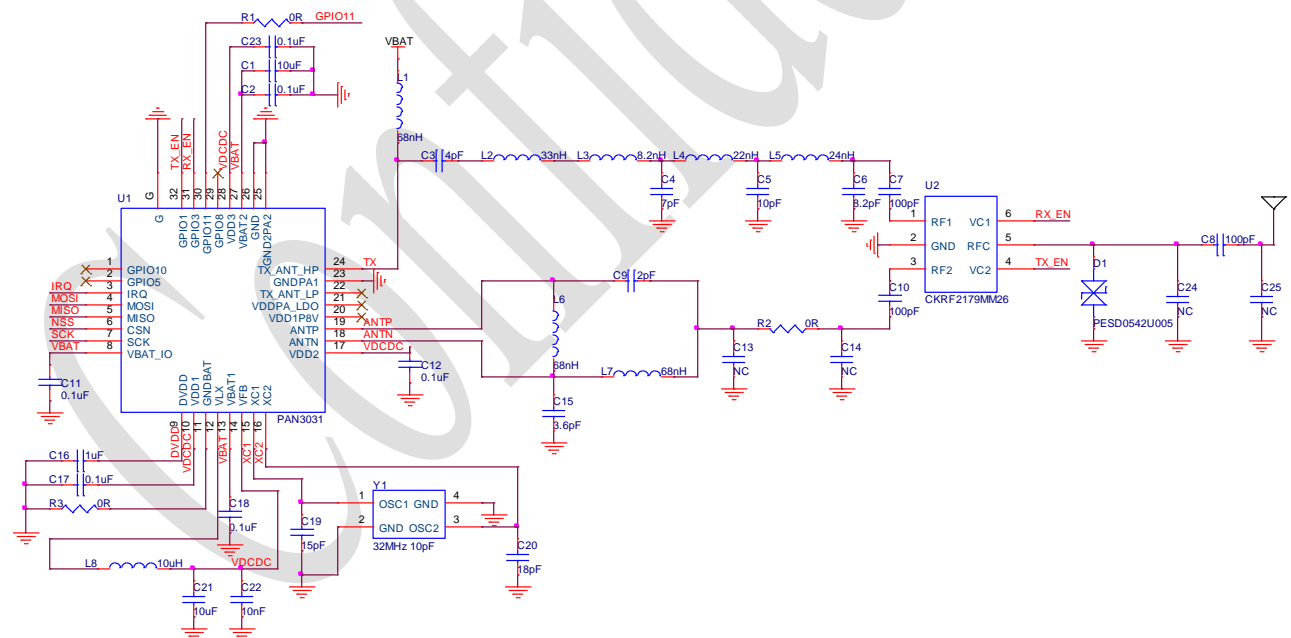 R1 0R GPIO11
C23 0.1uF
C1 10uF
C2 0.1uF
VBAT
L1
68nH
TX_EN
RX_EN
VDCDC
VBAT
G 32 31 30 29 28 27 26 25
U1
G GPIO1 GPIO3 GPIO11 GPIO8 VDD3 VBAT2 GND GND2PA2
C3 4pF L2 33nH L3 8.2nH L4 22nH L5 24nH
C4
7pF
C5
10pF
C6
8.2pF
C7
100pF
U2
1 RF1 VC1 6 RX_EN
2 GND RFC 5
3 RF2 VC2 4 TX_EN
CKRF2179MM26
C8 100pF
D1
PESD0542U005
C24
NC
C25
NC
1 GPIO10
2 GPIO5
IRQ 3 IRQ
MOSI 4 MOSI
MISO 5 MISO
NSS 6 CSN
SCK 7 SCK
VBAT 8 VBAT_IO
TX_ANT_HP 24 TX
GNDPA1 23
TX_ANT_LP 22
VDDPA_LDO 21
VDD1P8V 20
ANTP 19 ANTP
ANTN 18 ANTN
VDD2 17 VDCDC
C9 2pF
L6
68nH
L7 68nH
C10
100pF
R2 0R
C13
NC
C14
NC
C12
0.1uF
C15
3.6pF
C11
0.1uF
DVDD VDD1 GNDBAT VLX VBAT1 VFB XC1 XC2
PAN3031
9 10 11 12 13 14 15 16
DVDD
VDCDC
VBAT
XC1
XC2
C16 1uF
C17 0.1uF
R3 0R
C18
0.1uF
C19
15pF
Y1
1 OSC1 GND 4
2 GND OSC2 3
32MHz 10pF
C20
18pF
L8 10uH VDCDC
C21
10uF
C22
10nF
Confidential